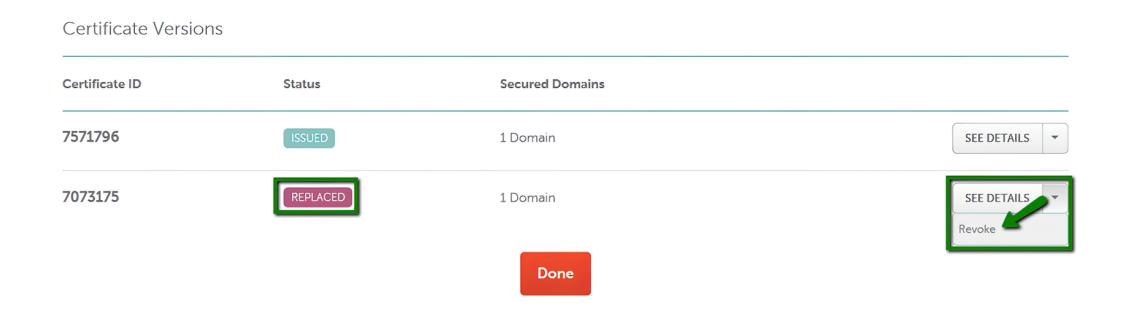 Certificate Versions
Certificate ID Status Secured Domains
7571796 ISSUED 1 Domain SEE DETAILS
7073175 REPLACED 1 Domain SEE DETAILS
Revoke
Done